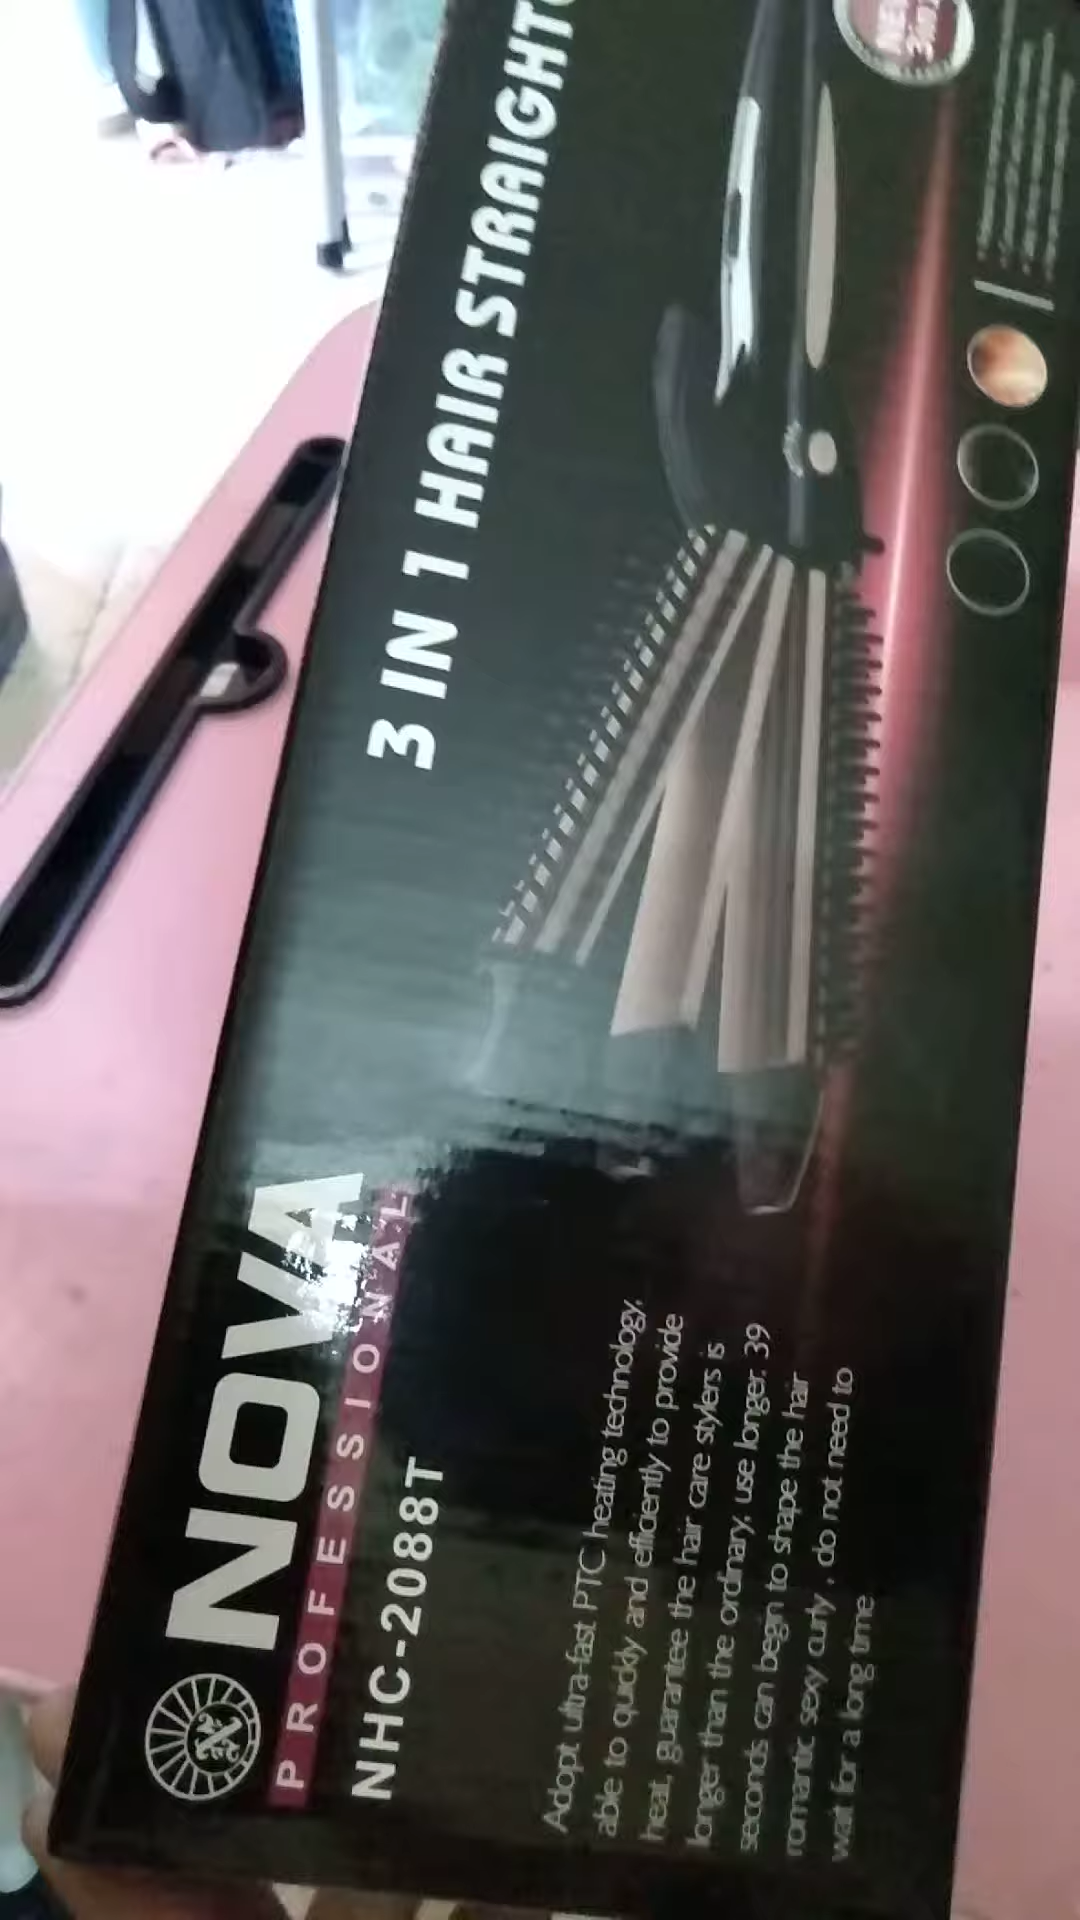 NOVA
PROFESSIONAL
NHC-2088T
3 IN 1 HAIR STRAIGHT
Adopt ultra-fast PTC heating technology,
able to quickly and efficiently to provide
heat, guarantee the hair care stylers is
longer than the ordinary, use longer. 39
seconds can begin to shape the hair
romantic sexy curly , do not need to
wait for a long time